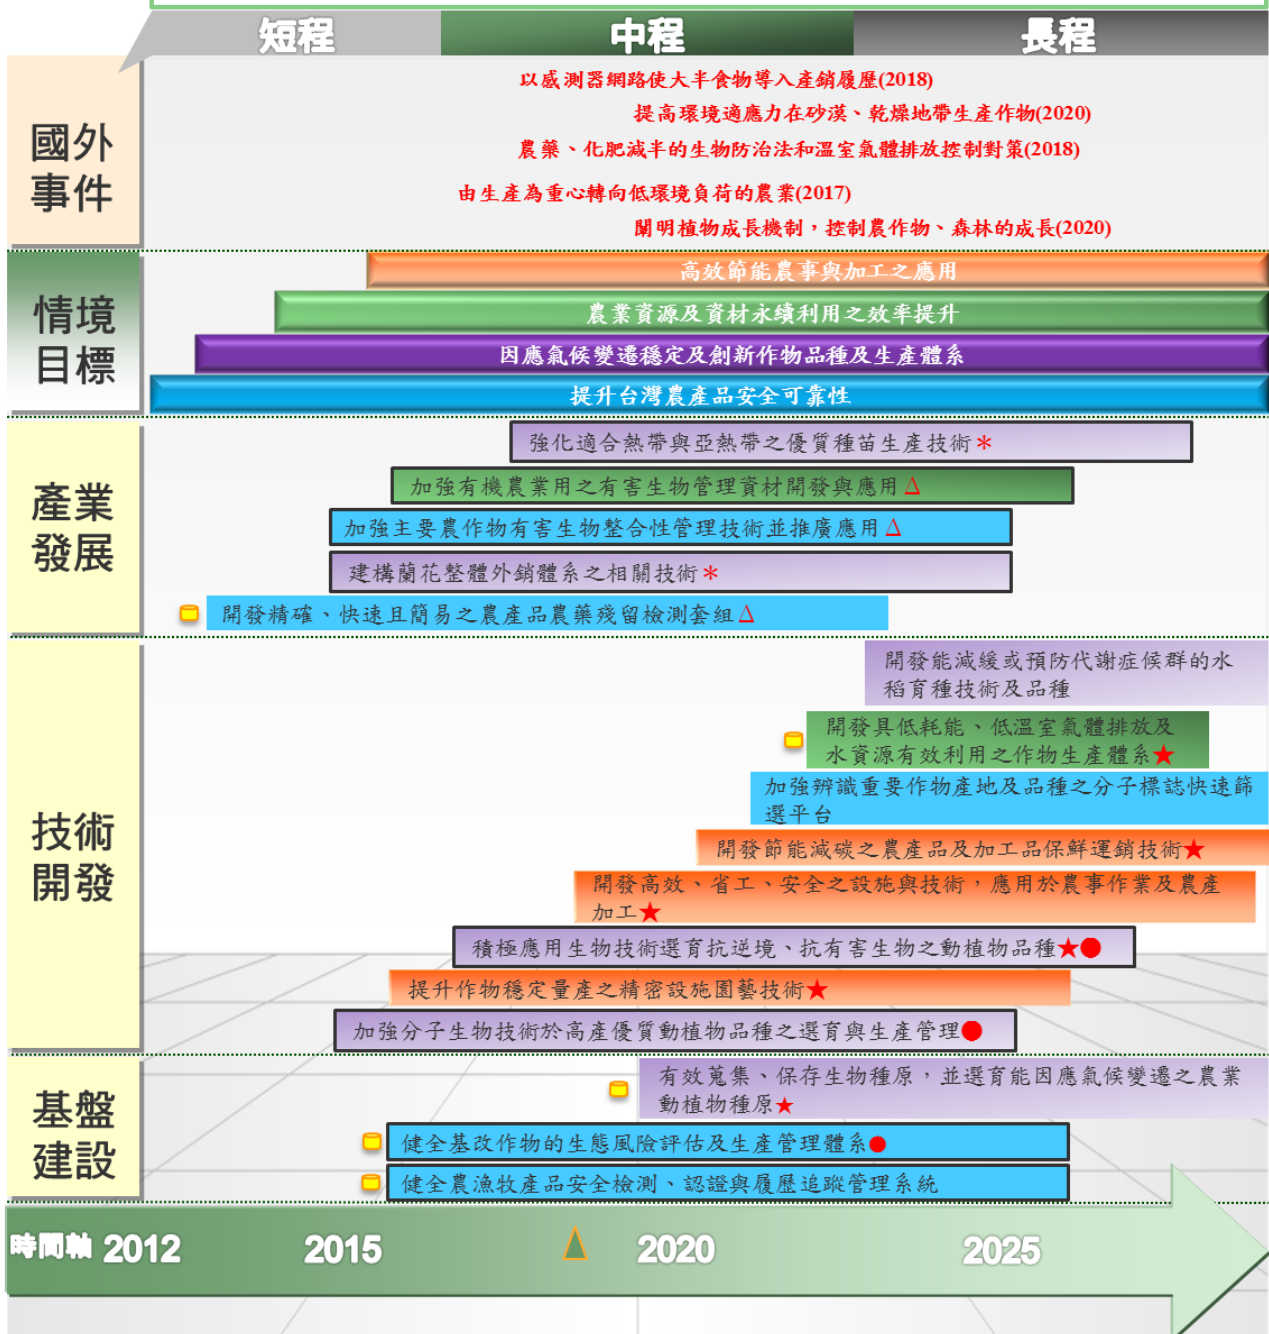 短程
中程
長程
國外
事件
以感測器網路使大半食物導入產銷履歷(2018)
提高環境適應力在砂漠、乾燥地帶生產作物(2020)
農藥、化肥減半的生物防治法和溫室氣體排放控制對策(2018)
由生產為重心轉向低環境負荷的農業(2017)
闡明植物成長機制,控制農作物、森林的成長(2020)
情境
目標
高效節能農事與加工之應用
農業資源及資材永續利用之效率提升
因應氣候變遷穩定及創新作物品種及生產體系
提升台灣農產品安全可靠性
產業
發展
強化適合熱帶與亞熱帶之優質種苗生產技術*
加強有機農業用之有害生物管理資材開發與應用Δ
加強主要農作物有害生物整合性管理技術並推廣應用Δ
建構蘭花整體外銷體系之相關技術*
開發精確、快速且簡易之農產品農藥殘留檢測套組Δ
技術
開發
開發能減緩或預防代謝症候群的水
稻育種技術及品種
開發具低耗能、低溫室氣體排放及
水資源有效利用之作物生產體系★
加強辨識重要作物產地及品種之分子標誌快速篩
選平台
開發節能減碳之農產品及加工品保鮮運銷技術★
開發高效、省工、安全之設施與技術,應用於農事作業及農產
加工★
積極應用生物技術選育抗逆境、抗有害生物之動植物品種★●
提升作物穩定量產之精密設施園藝技術★
加強分子生物技術於高產優質動植物品種之選育與生產管理●
基盤
建設
有效蒐集、保存生物種原,並選育能因應氣候變遷之農業
動植物種原★
健全基改作物的生態風險評估及生產管理體系●
健全農漁牧產品安全檢測、認證與履歷追蹤管理系統
時間軸 2012 2015 2020 2025